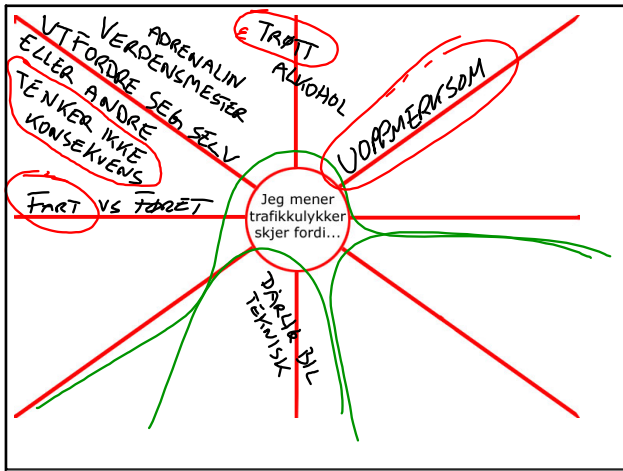 ADRENALIN
VERDENSMESTER
UTFORDRE SEG SELV
ELLER ANDRE
TENKER IKKE
KONSEKVENS
FART VS FØRET
TRØTT
ALKOHOL
UOPPMERKSOM
Jeg mener
trafikkulykker
skjer fordi...
DÅRLIG BIL
TEKNISK